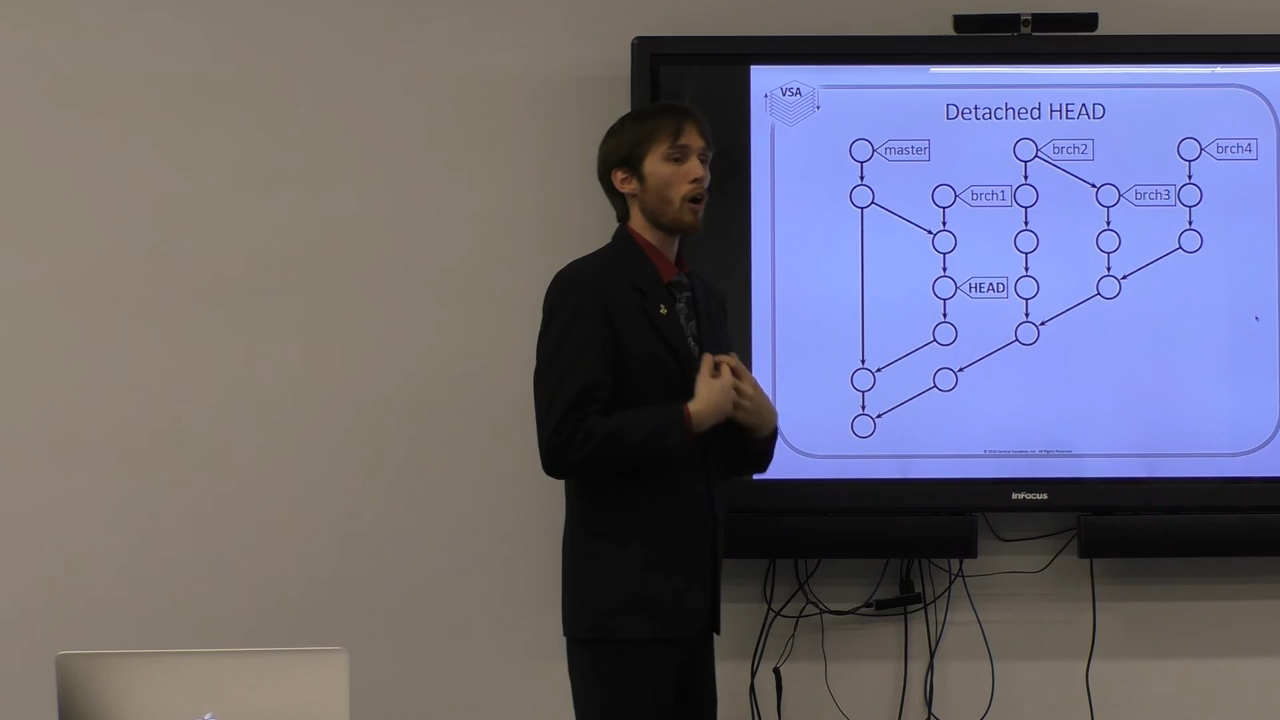 VSA
Detached HEAD
master
brch2
brch4
brch1
brch3
HEAD
InFocus